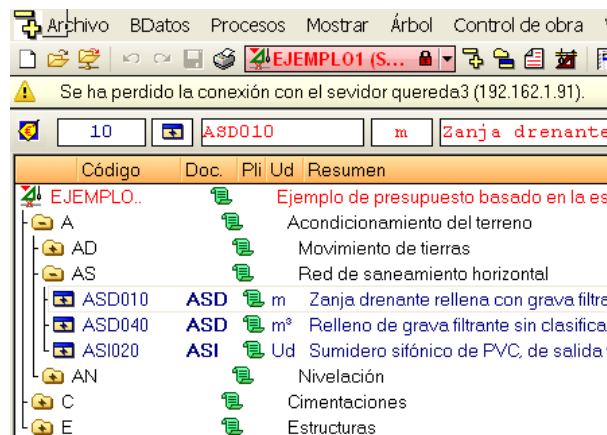 Archivo BDatos Procesos Mostrar Árbol Control de obra
EJEMPLO1 (S...
Se ha perdido la conexión con el sevidor quereda3 (192.162.1.91).
10 ASD010 m Zanja drenante
Código Doc. Pli Ud Resumen
EJEMPLO.. Ejemplo de presupuesto basado en la es
A Acondicionamiento del terreno
AD Movimiento de tierras
AS Red de saneamiento horizontal
ASD010 ASD m Zanja drenante rellena con grava filtra
ASD040 ASD m³ Relleno de grava filtrante sin clasifica
ASI020 ASI Ud Sumidero sifónico de PVC, de salida
AN Nivelación
C Cimentaciones
E Estructuras